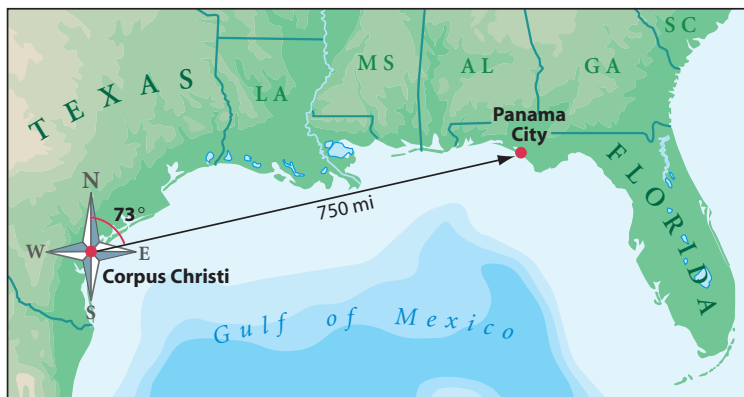 SC
MS
AL
GA
LA
TEXAS
Panama
City
FLORIDA
N
73°
750 mi
W
E
Corpus Christi
S
Gulf of Mexico